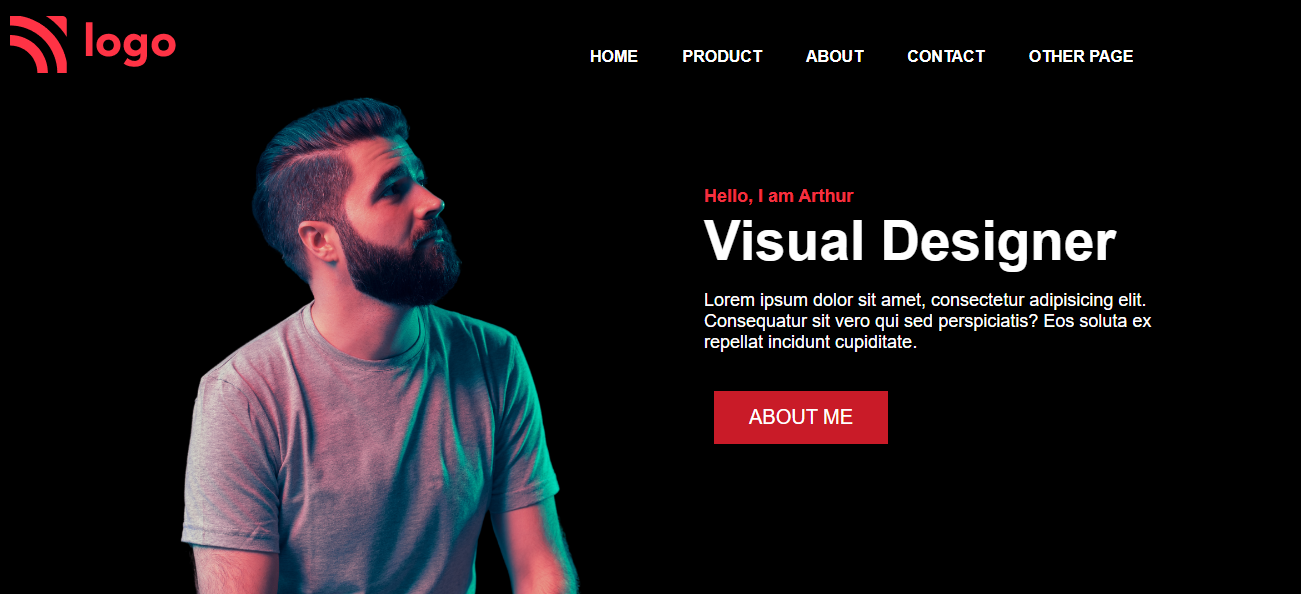 logo
HOME PRODUCT ABOUT CONTACT OTHER PAGE
Hello, I am Arthur
Visual Designer
Lorem ipsum dolor sit amet, consectetur adipisicing elit.
Consequatur sit vero qui sed perspiciatis? Eos soluta ex
repellat incidunt cupiditate.
ABOUT ME